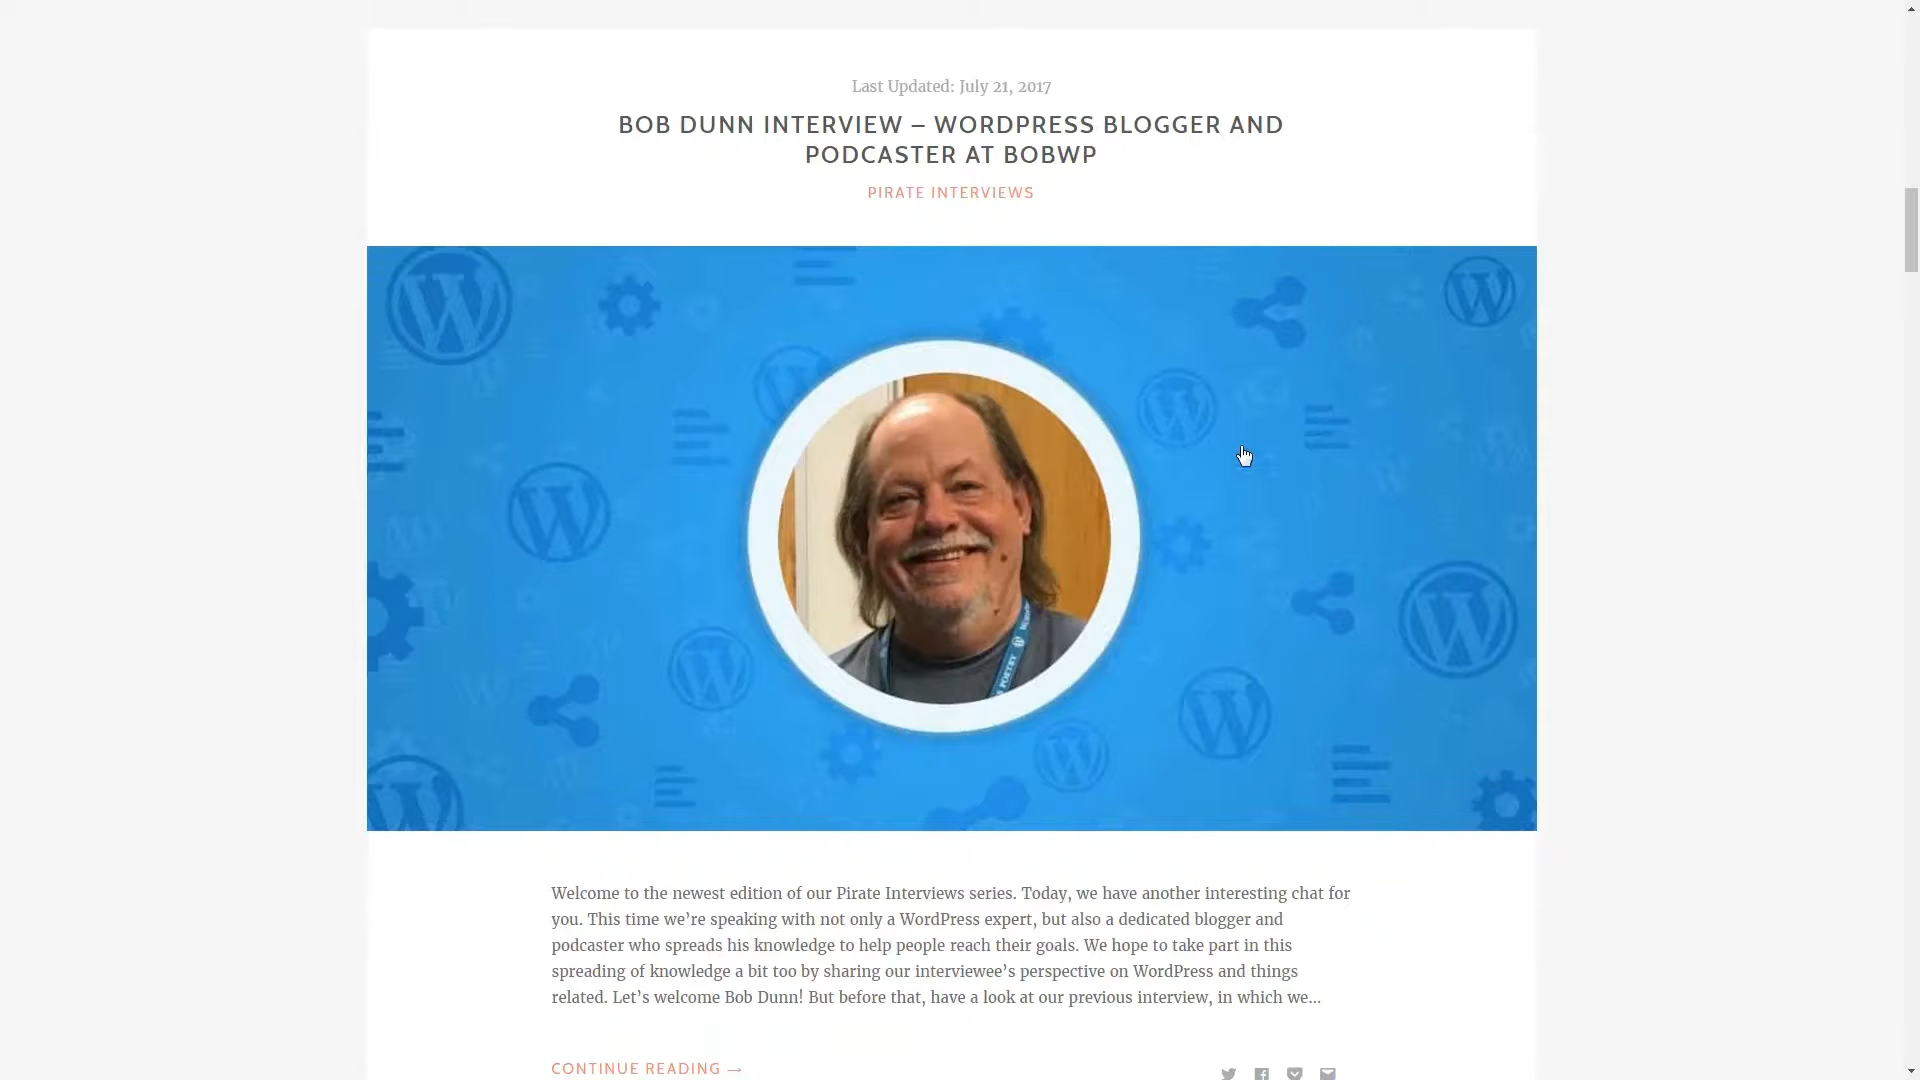 Last Updated: July 21, 2017
BOB DUNN INTERVIEW – WORDPRESS BLOGGER AND
PODCASTER AT BOBWP
PIRATE INTERVIEWS
Welcome to the newest edition of our Pirate Interviews series. Today, we have another interesting chat for
you. This time we’re speaking with not only a WordPress expert, but also a dedicated blogger and
podcaster who spreads his knowledge to help people reach their goals. We hope to take part in this
spreading of knowledge a bit too by sharing our interviewee’s perspective on WordPress and things
related. Let’s welcome Bob Dunn! But before that, have a look at our previous interview, in which we...
CONTINUE READING →